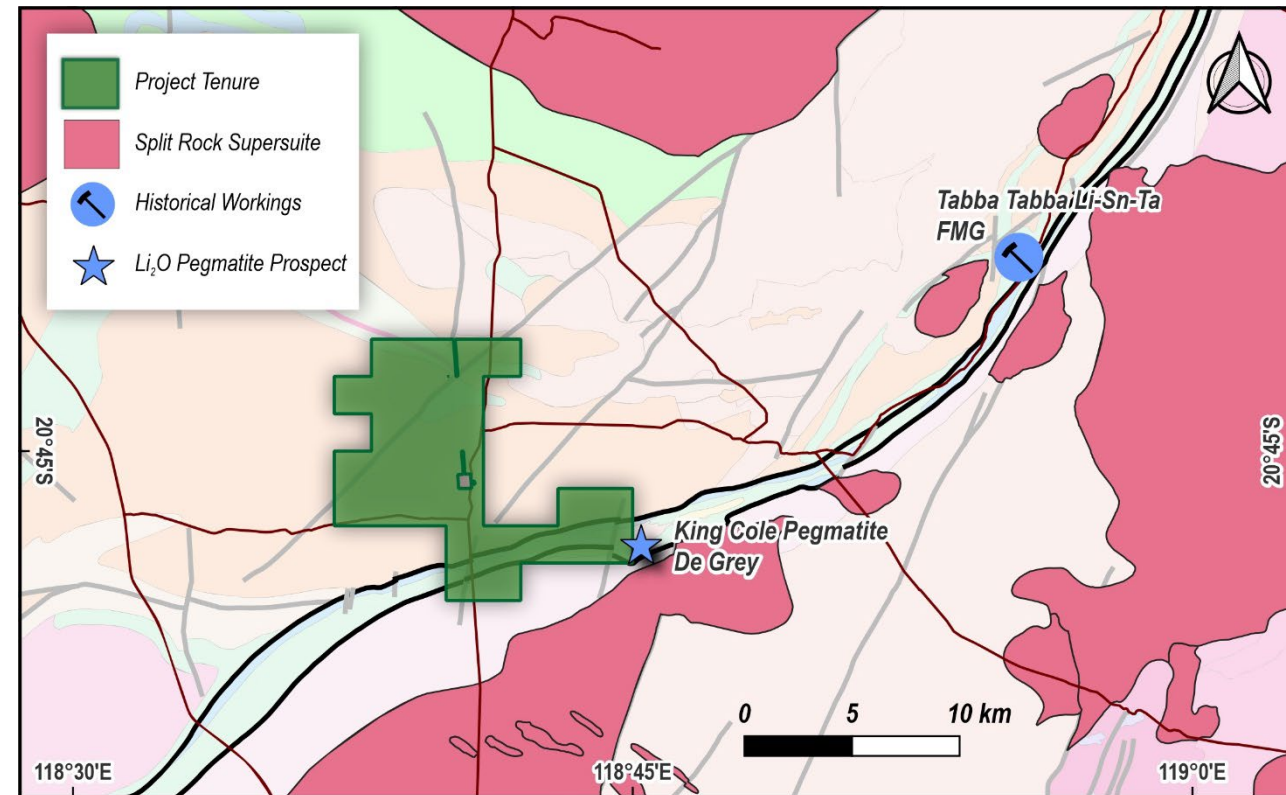 Project Tenure
Split Rock Supersuite
Historical Workings
Li₂O Pegmatite Prospect
Tabba Tabba Li-Sn-Ta
FMG
20°45'S
20°45'S
King Cole Pegmatite
De Grey
0 5 10 km
118°30'E
118°45'E
119°0'E